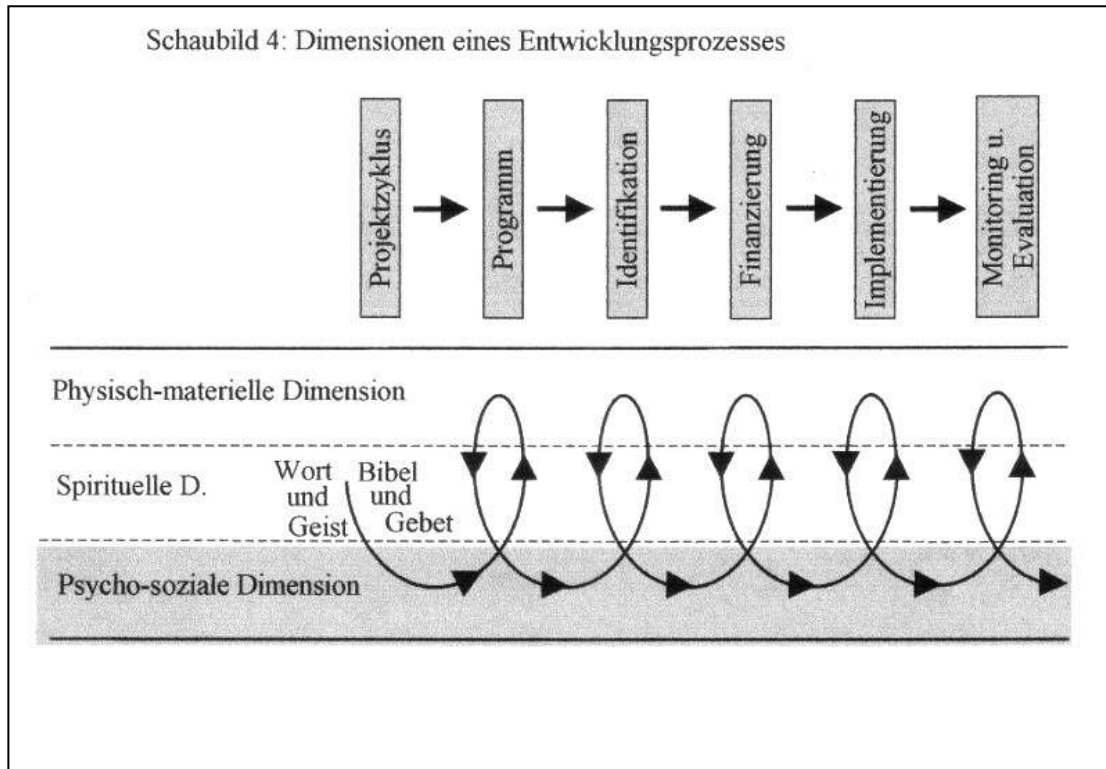 Schaubild 4: Dimensionen eines Entwicklungsprozesses
Projektzyklus
Programm
Identifikation
Finanzierung
Implementierung
Monitoring u.
Evaluation
Physisch-materielle Dimension
Spirituelle D.
Wort
und
Geist
Bibel
und
Gebet
Psycho-soziale Dimension